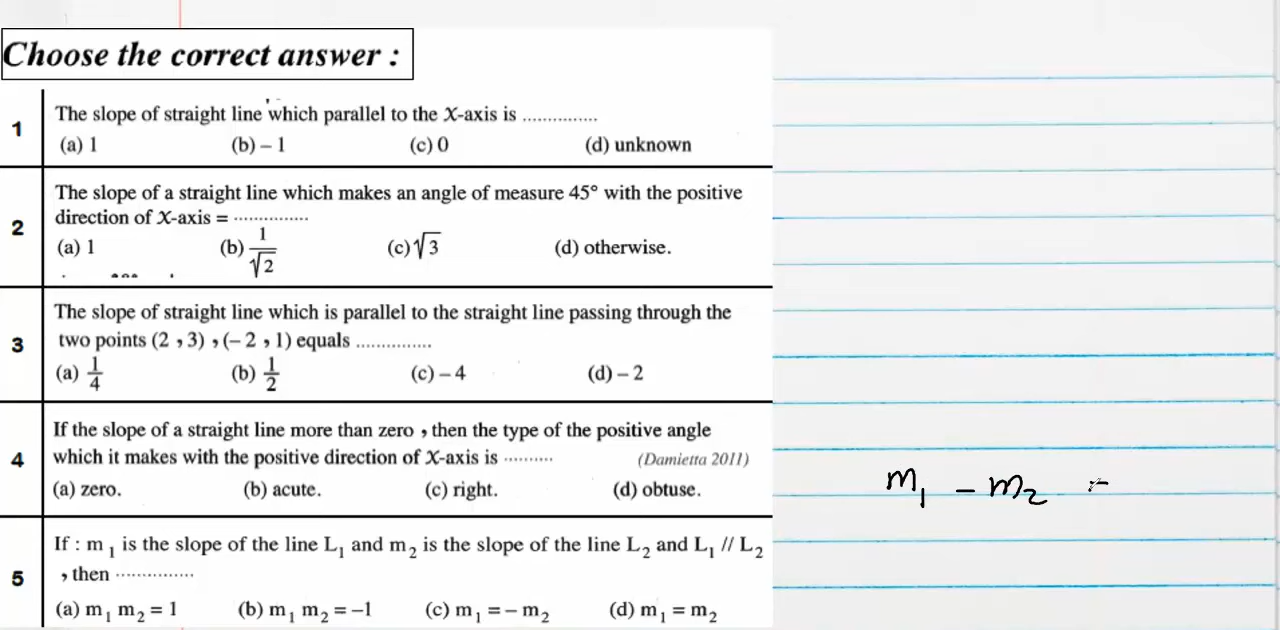 Choose the correct answer :
1
The slope of straight line which parallel to the X-axis is ...............
(a) 1 (b) – 1 (c) 0 (d) unknown
2
The slope of a straight line which makes an angle of measure 45° with the positive
direction of X-axis = ...............
(a) 1 (b) 1/√2 (c) √3 (d) otherwise.
3
The slope of straight line which is parallel to the straight line passing through the
two points (2 , 3) , (– 2 , 1) equals ...............
(a) 1/4 (b) 1/2 (c) – 4 (d) – 2
4
If the slope of a straight line more than zero , then the type of the positive angle
which it makes with the positive direction of X-axis is .......... (Damietta 2011)
(a) zero. (b) acute. (c) right. (d) obtuse.
m₁ – m₂ =
5
If : m₁ is the slope of the line L₁ and m₂ is the slope of the line L₂ and L₁ // L₂
, then ...............
(a) m₁ m₂ = 1 (b) m₁ m₂ = –1 (c) m₁ = – m₂ (d) m₁ = m₂